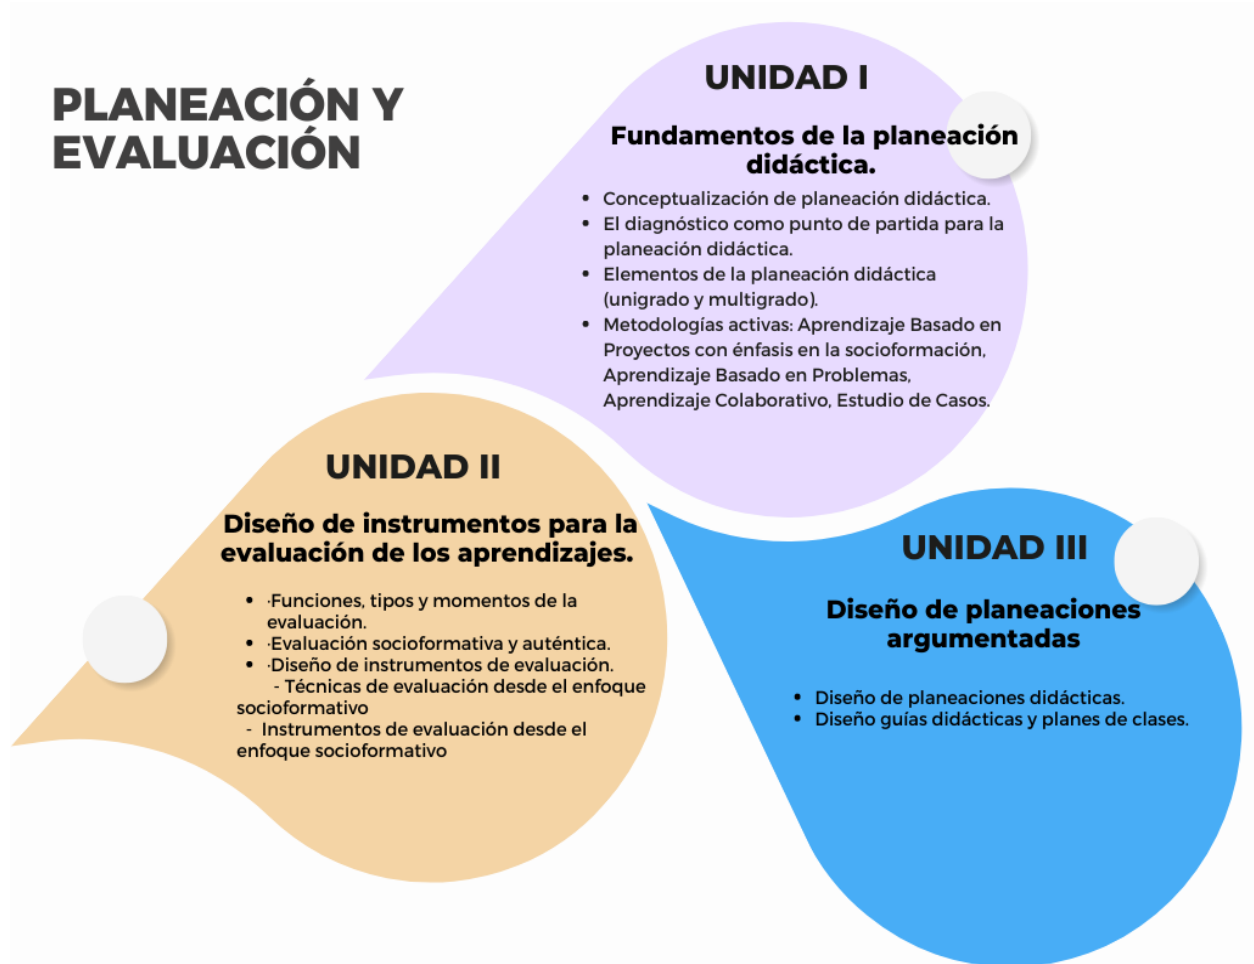 PLANEACIÓN Y
EVALUACIÓN
UNIDAD I
Fundamentos de la planeación
didáctica.
• Conceptualización de planeación didáctica.
• El diagnóstico como punto de partida para la
planeación didáctica.
• Elementos de la planeación didáctica
(unigrado y multigrado).
• Metodologías activas: Aprendizaje Basado en
Proyectos con énfasis en la socioformación,
Aprendizaje Basado en Problemas,
Aprendizaje Colaborativo, Estudio de Casos.
UNIDAD II
Diseño de instrumentos para la
evaluación de los aprendizajes.
• ·Funciones, tipos y momentos de la
evaluación.
• ·Evaluación socioformativa y auténtica.
• ·Diseño de instrumentos de evaluación.
- Técnicas de evaluación desde el enfoque
socioformativo
- Instrumentos de evaluación desde el
enfoque socioformativo
UNIDAD III
Diseño de planeaciones
argumentadas
• Diseño de planeaciones didácticas.
• Diseño guías didácticas y planes de clases.